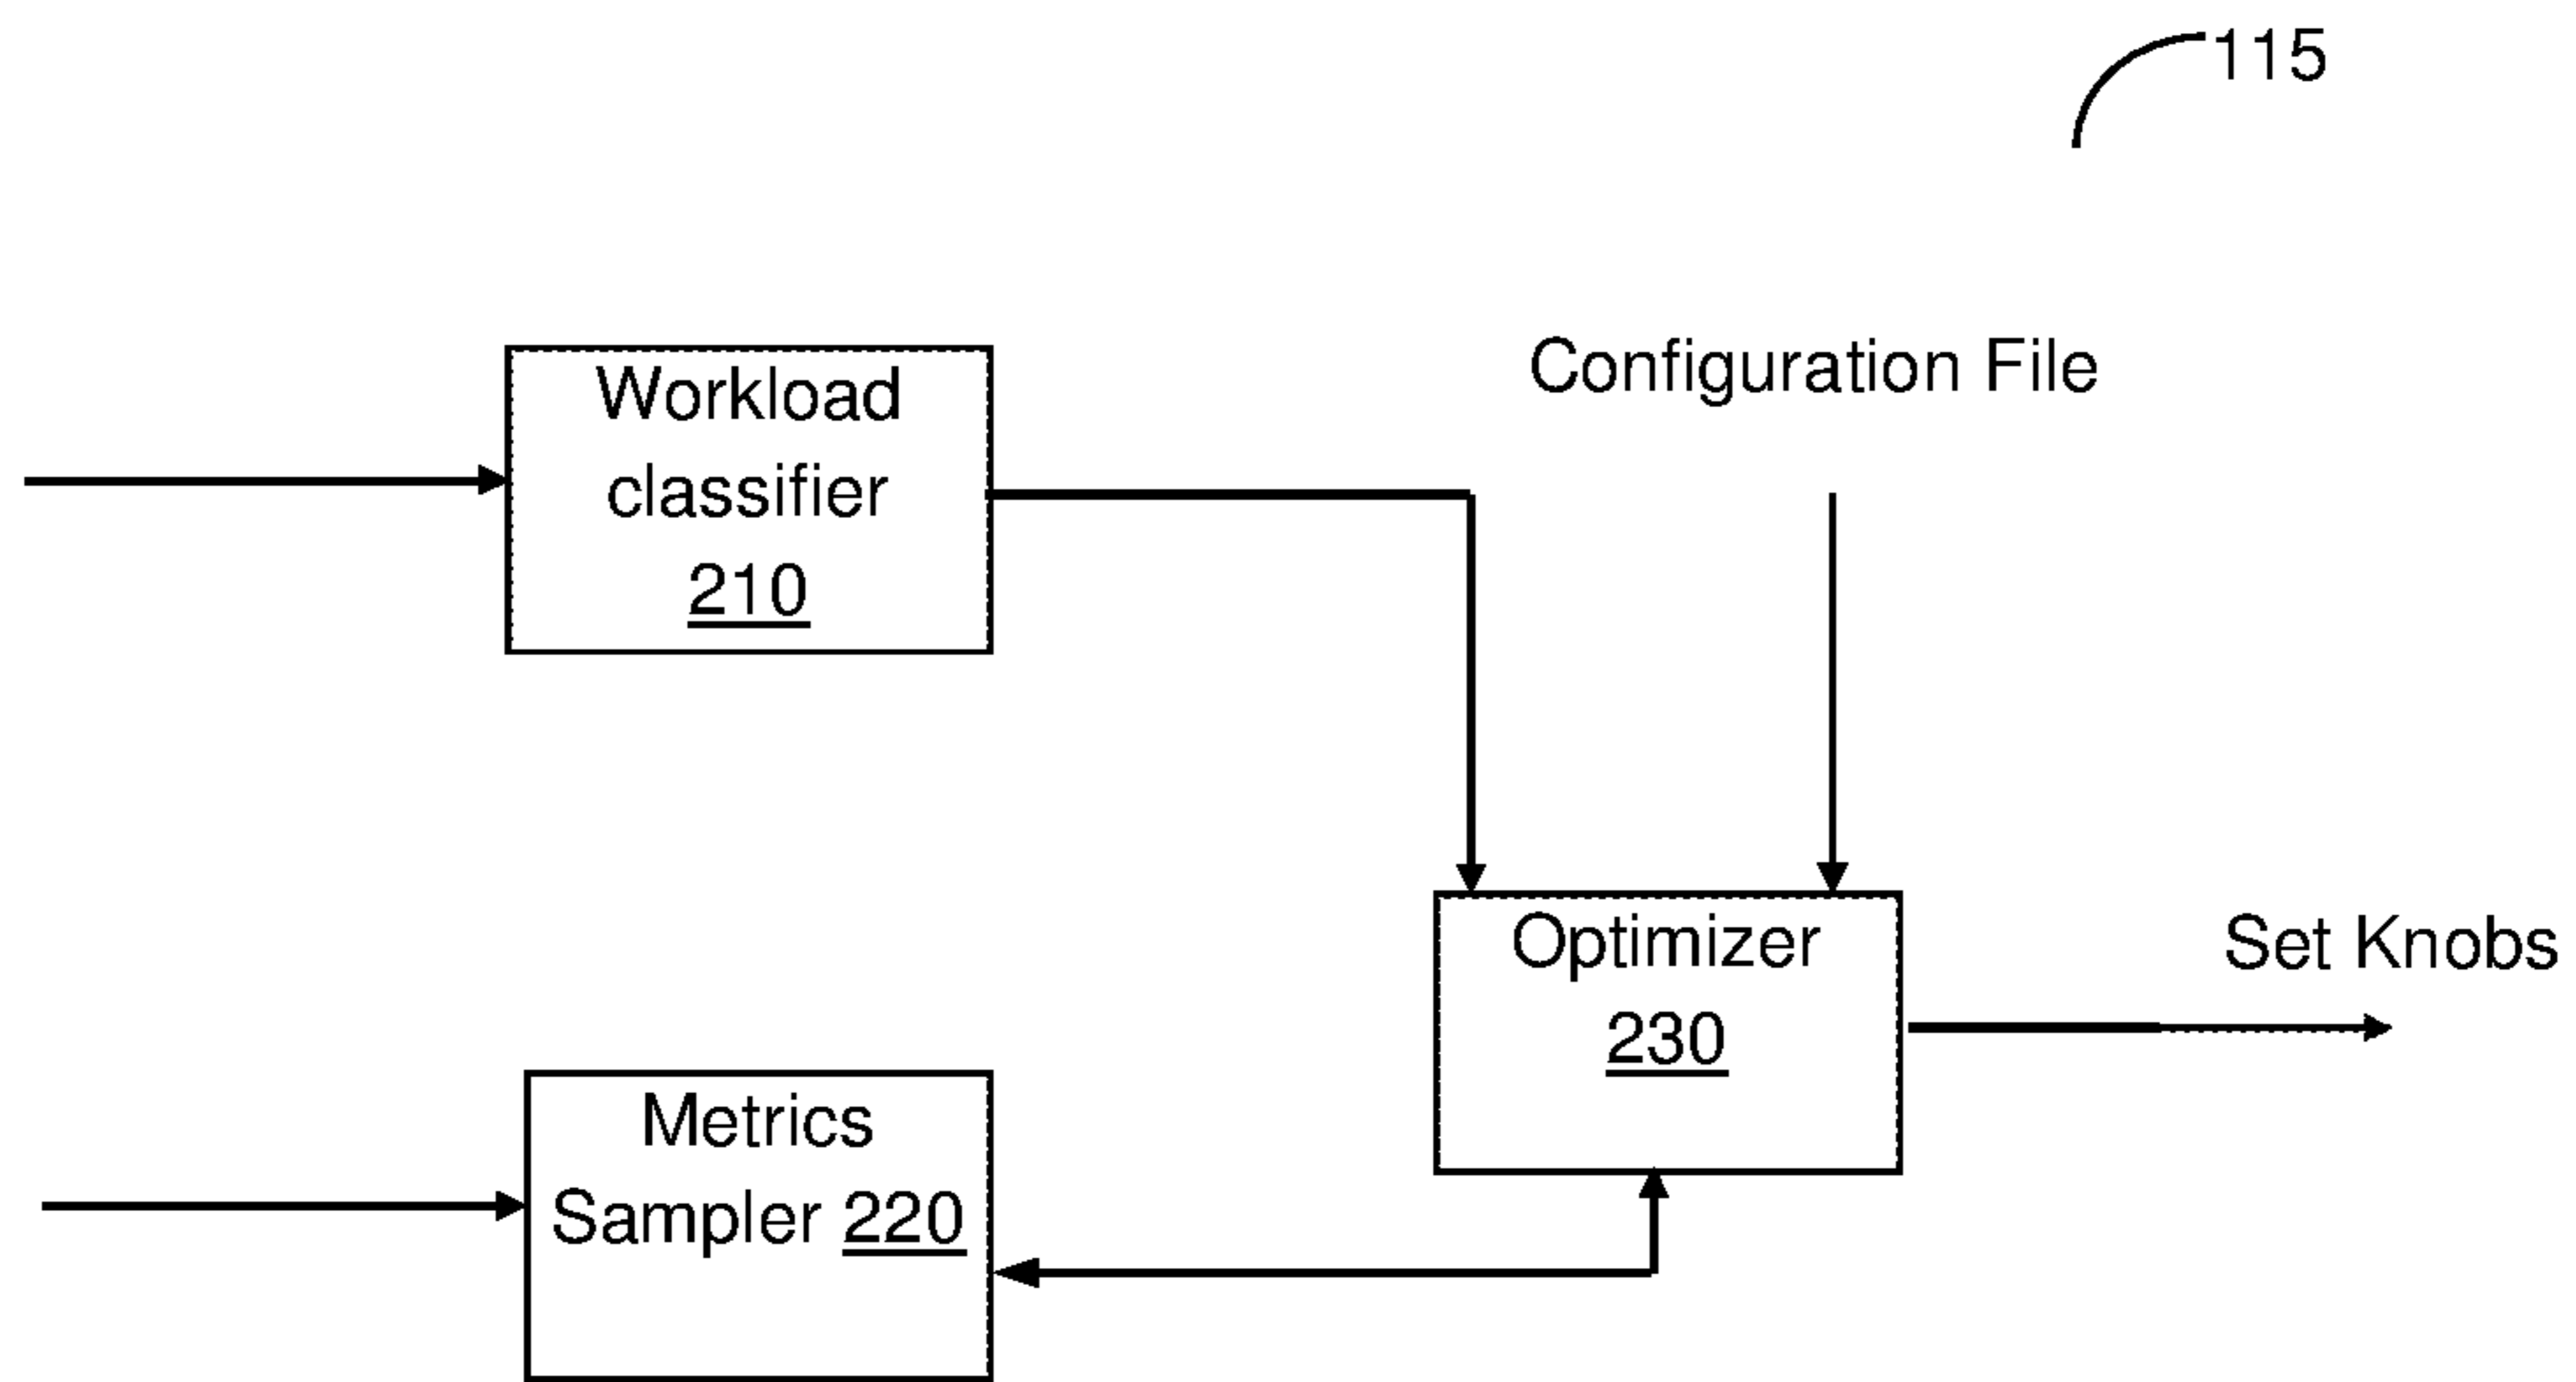 115
Workload
classifier
210
Configuration File
Optimizer
230
Set Knobs
Metrics
Sampler 220